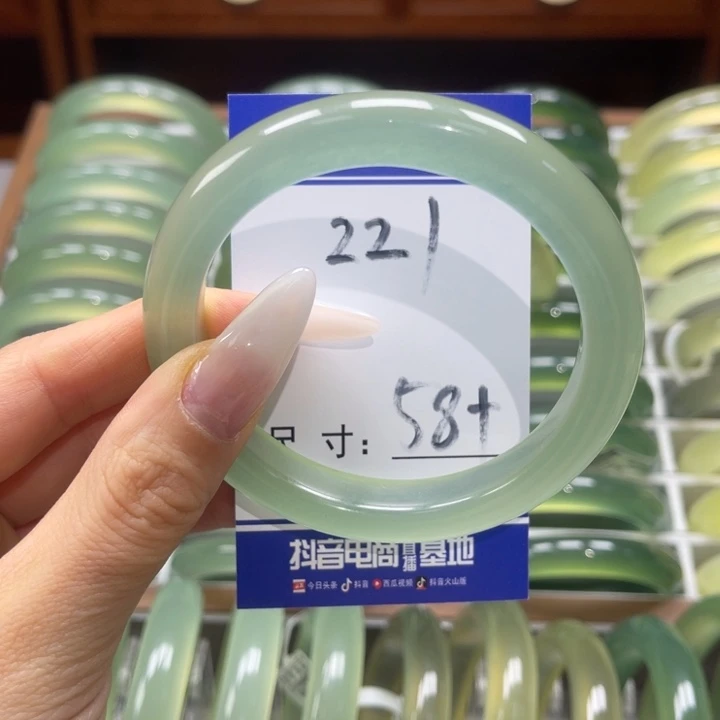 221
尺 寸: 58+
抖音电商直播基地
今日头条 抖音 西瓜视频 抖音火山版